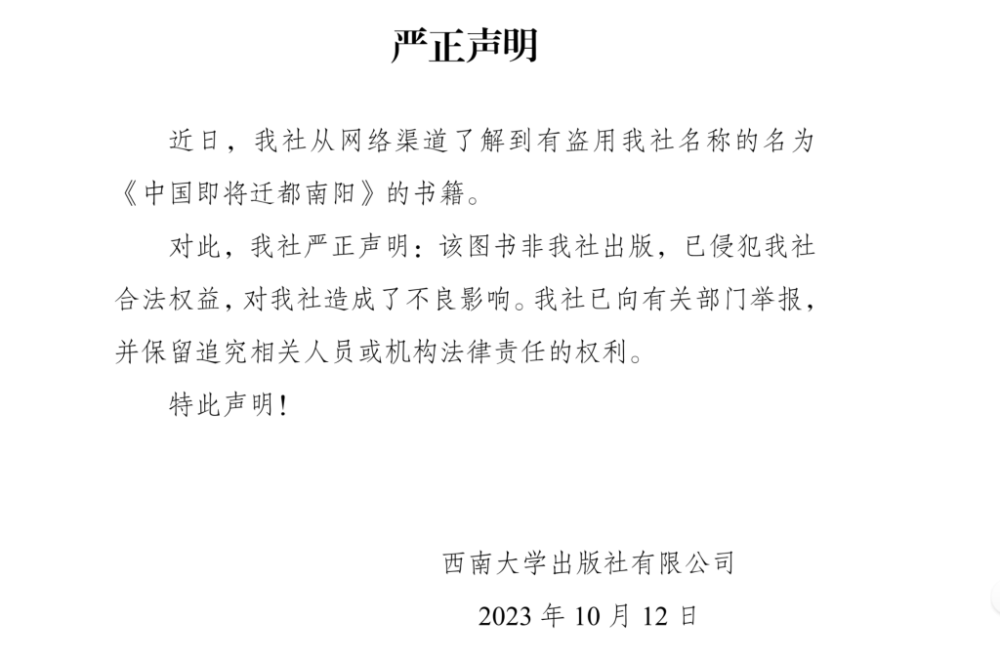 严正声明
近日，我社从网络渠道了解到有盗用我社名称的名为
《中国即将迁都南阳》的书籍。
对此，我社严正声明：该图书非我社出版，已侵犯我社
合法权益，对我社造成了不良影响。我社已向有关部门举报，
并保留追究相关人员或机构法律责任的权利。
特此声明！
西南大学出版社有限公司
2023 年 10 月 12 日